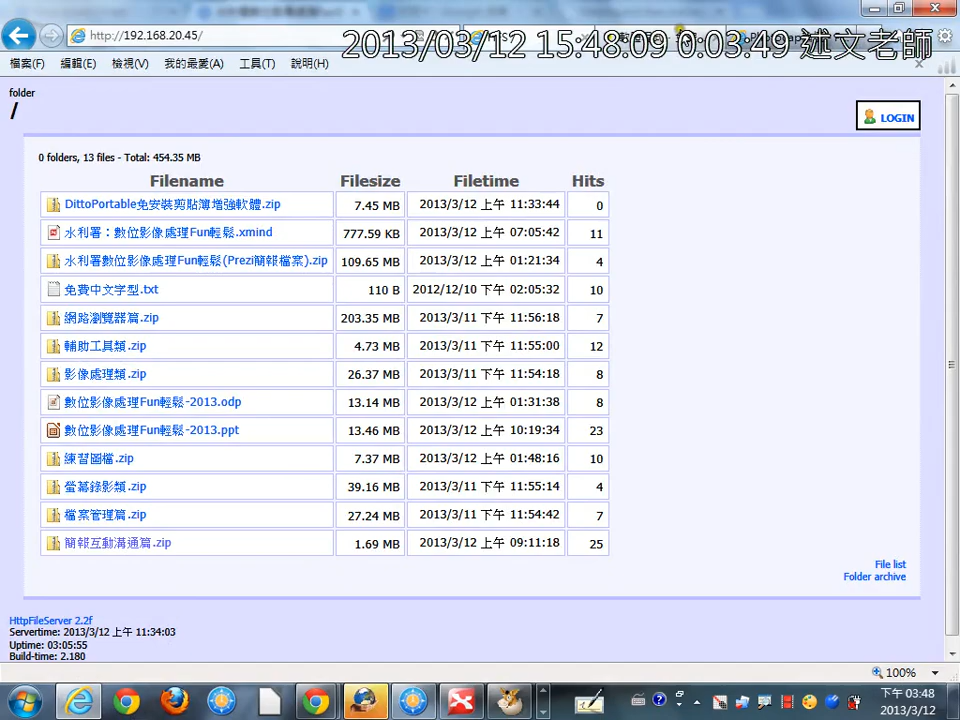 http://192.168.20.45/
2013/03/12 15:48:09 0:03:49 述文老師
檔案(F) 編輯(E) 檢視(V) 我的最愛(A) 工具(T) 說明(H)
folder
/
LOGIN
0 folders, 13 files - Total: 454.35 MB
Filename Filesize Filetime Hits
DittoPortable免安裝剪貼簿增強軟體.zip 7.45 MB 2013/3/12 上午 11:33:44 0
水利署：數位影像處理Fun輕鬆.xmind 777.59 KB 2013/3/12 上午 07:05:42 11
水利署數位影像處理Fun輕鬆(Prezi簡報檔案).zip 109.65 MB 2013/3/12 上午 01:21:34 4
免費中文字型.txt 110 B 2012/12/10 下午 02:05:32 10
網路瀏覽器篇.zip 203.35 MB 2013/3/11 下午 11:56:18 7
輔助工具類.zip 4.73 MB 2013/3/11 下午 11:55:00 12
影像處理類.zip 26.37 MB 2013/3/11 下午 11:54:18 8
數位影像處理Fun輕鬆-2013.odp 13.14 MB 2013/3/12 上午 01:31:38 8
數位影像處理Fun輕鬆-2013.ppt 13.46 MB 2013/3/12 上午 10:19:34 23
練習圖檔.zip 7.37 MB 2013/3/12 上午 01:48:16 10
螢幕錄影類.zip 39.16 MB 2013/3/11 下午 11:55:14 4
檔案管理篇.zip 27.24 MB 2013/3/11 下午 11:54:42 7
簡報互動溝通篇.zip 1.69 MB 2013/3/12 上午 09:11:18 25
File list
Folder archive
HttpFileServer 2.2f
Servertime: 2013/3/12 上午 11:34:03
Uptime: 03:05:55
Build-time: 2.180
100%
下午 03:48
2013/3/12